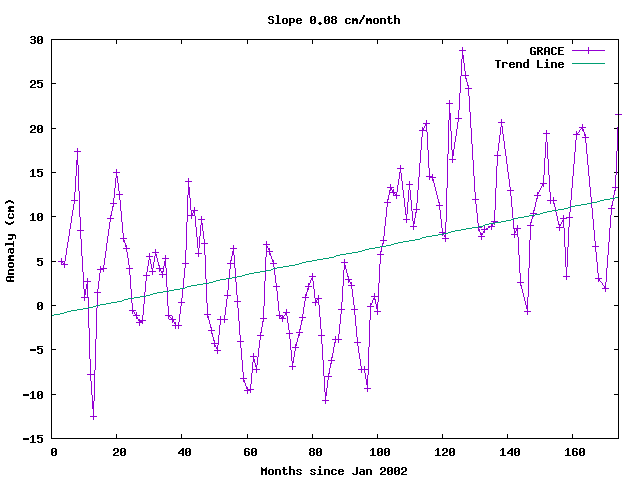 Slope 0.08 cm/month
GRACE
Trend Line
30
25
20
15
10
5
0
-5
-10
-15
Anomaly (cm)
0 20 40 60 80 100 120 140 160
Months since Jan 2002